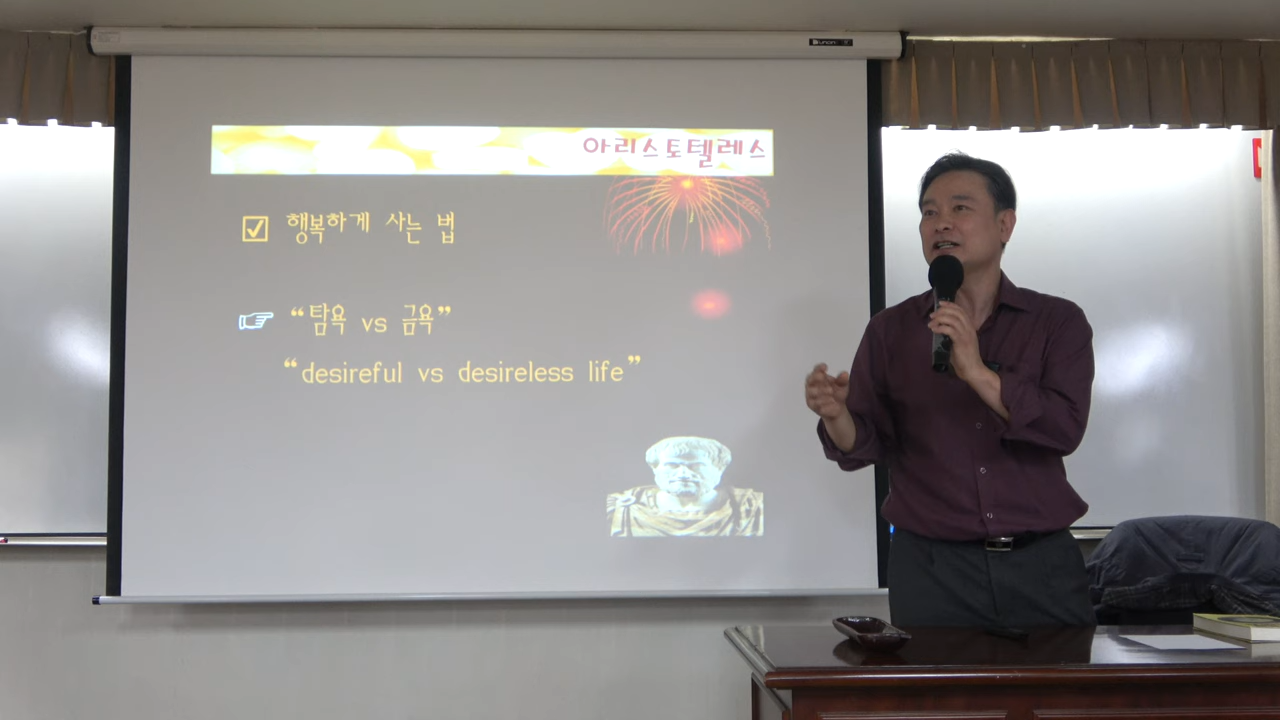 UNION
아리스토텔레스
행복하게 사는 법
“탐욕 vs 금욕”
“desireful vs desireless life”